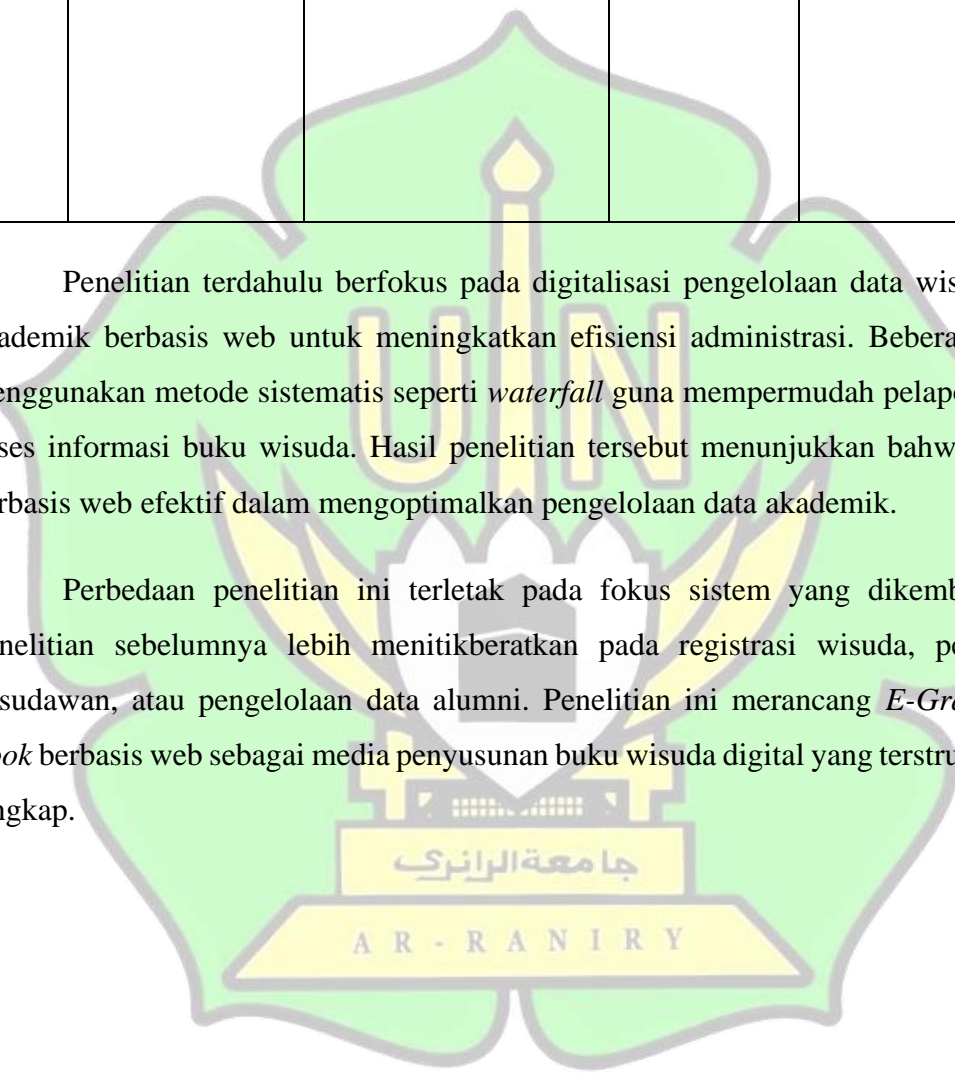 Penelitian terdahulu berfokus pada digitalisasi pengelolaan data wis
ademik berbasis web untuk meningkatkan efisiensi administrasi. Bebera
enggunakan metode sistematis seperti waterfall guna mempermudah pelapo
ses informasi buku wisuda. Hasil penelitian tersebut menunjukkan bahw
rbasis web efektif dalam mengoptimalkan pengelolaan data akademik.
Perbedaan penelitian ini terletak pada fokus sistem yang dikemb
nelitian sebelumnya lebih menitikberatkan pada registrasi wisuda, pe
sudawan, atau pengelolaan data alumni. Penelitian ini merancang E-Gra
ok berbasis web sebagai media penyusunan buku wisuda digital yang terstru
ngkap.
UIN
جامعة الرانري
AR-RANIRY